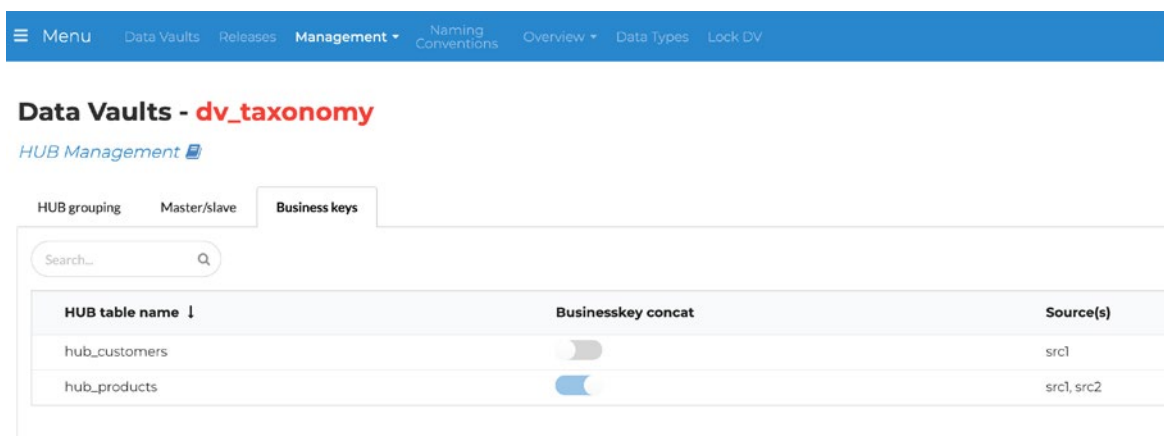 Menu Data Vaults Releases Management Naming Conventions Overview Data Types Lock DV
Data Vaults - dv_taxonomy
HUB Management
HUB grouping Master/slave Business keys
Search...
HUB table name Businesskey concat Source(s)
hub_customers src1
hub_products src1, src2